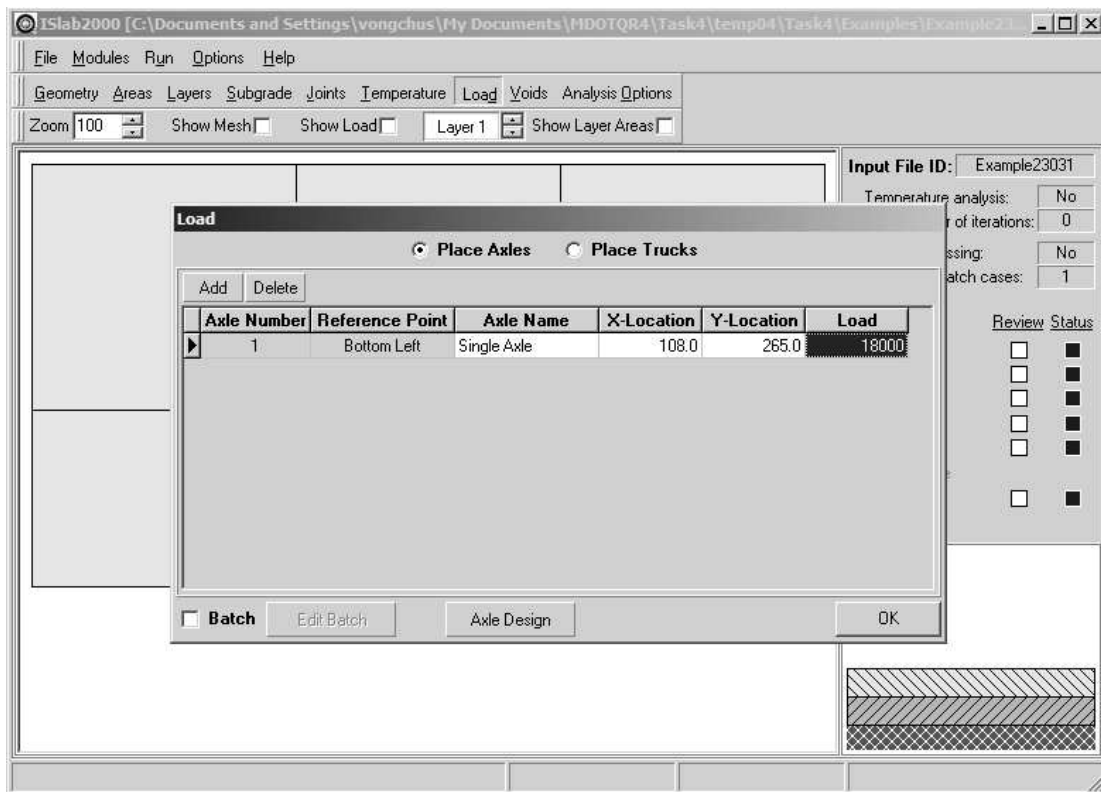 ISlab2000 [C:\Documents and Settings\vongchus\My Documents\MDOTQR4\Task4\temp04\Task4\Examples\Example23...
File Modules Run Options Help
Geometry Areas Layers Subgrade Joints Temperature Load Voids Analysis Options
Zoom 100 Show Mesh Show Load Layer 1 Show Layer Areas
Input File ID: Example23031
Temperature analysis: No
r of iterations: 0
ssing: No
atch cases: 1
Review Status
Load
Place Axles Place Trucks
Add Delete
Axle Number Reference Point Axle Name X-Location Y-Location Load
1 Bottom Left Single Axle 108.0 265.0 18000
Batch Edit Batch Axle Design OK